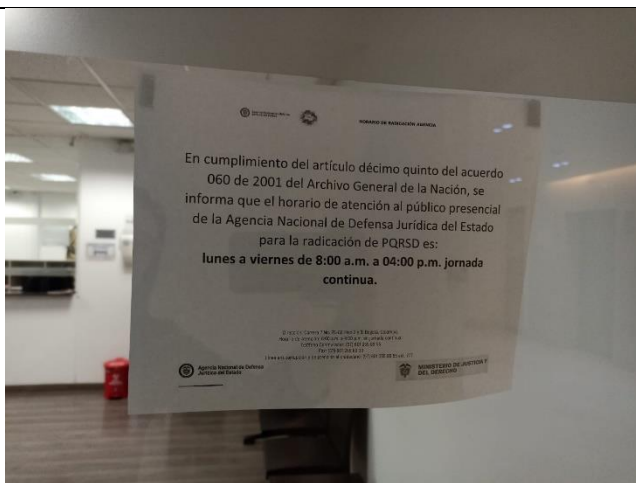 HORARIO DE RADICACIÓN AGENCIA
En cumplimiento del artículo décimo quinto del acuerdo
060 de 2001 del Archivo General de la Nación, se
informa que el horario de atención al público presencial
de la Agencia Nacional de Defensa Jurídica del Estado
para la radicación de PQRSD es:
lunes a viernes de 8:00 a.m. a 04:00 p.m. jornada
continua.
Agencia Nacional de Defensa
Jurídica del Estado
MINISTERIO DE JUSTICIA Y
DEL DERECHO